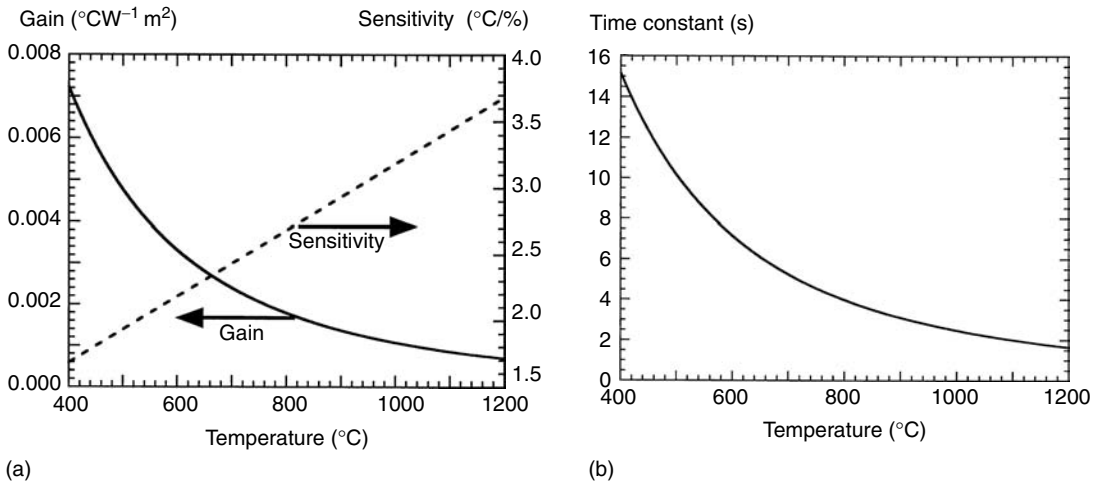 Gain (°CW⁻¹ m²)
Sensitivity (°C/%)
0.008
0.006
0.004
0.002
0.000
4.0
3.5
3.0
2.5
2.0
1.5
Sensitivity
Gain
400 600 800 1000 1200
Temperature (°C)
(a)
Time constant (s)
16
14
12
10
8
6
4
2
0
400 600 800 1000 1200
Temperature (°C)
(b)